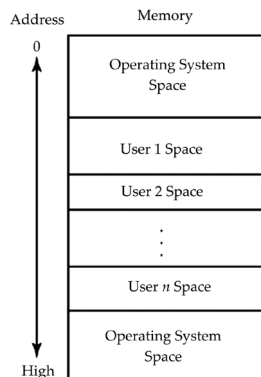 Address
Memory
0
Operating System
Space
User 1 Space
User 2 Space
.
.
.
User n Space
Operating System
Space
High